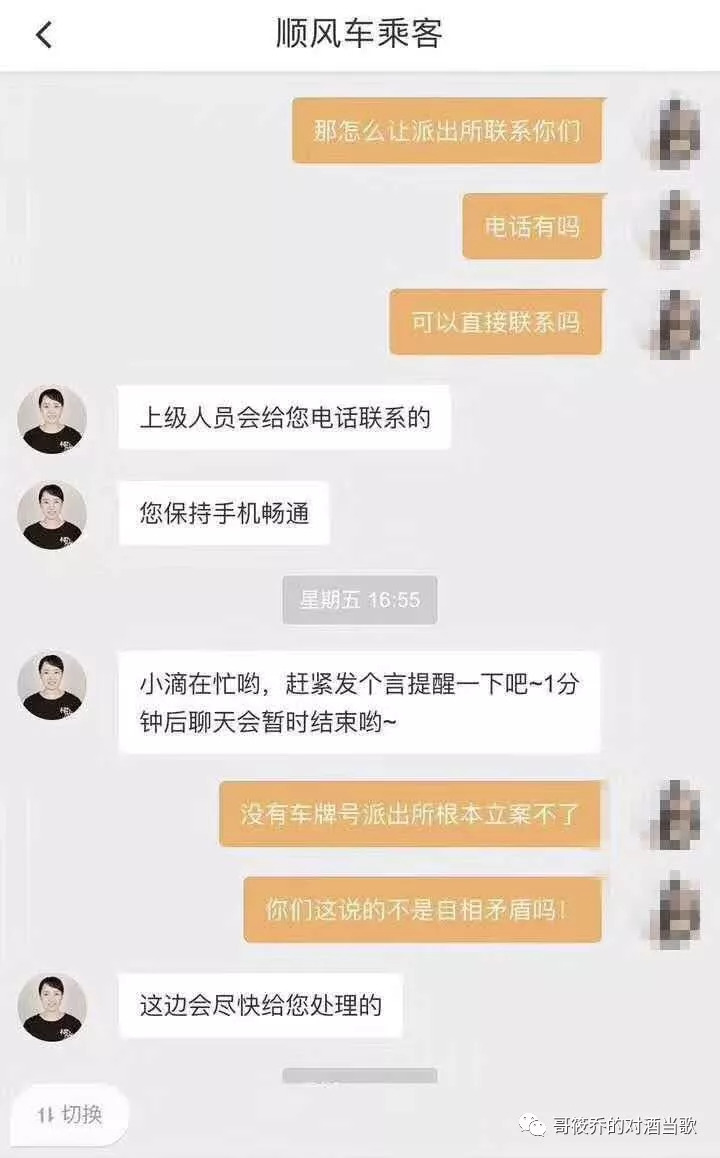 顺风车乘客
那怎么让派出所联系你们
电话有吗
可以直接联系吗
上级人员会给您电话联系的
您保持手机畅通
星期五 16:55
小滴在忙哟，赶紧发个言提醒一下吧~1分
钟后聊天会暂时结束哟~
没有车牌号派出所根本立案不了
你们这说的不是自相矛盾吗！
这边会尽快给您处理的
切换
哥筱乔的对酒当歌